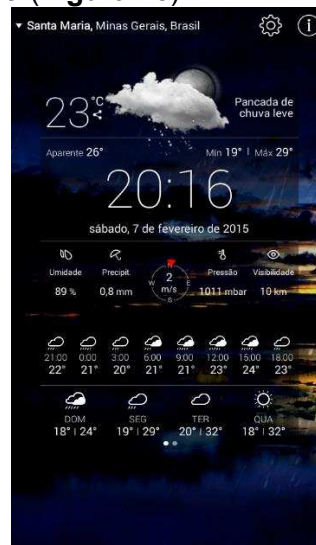 Santa Maria, Minas Gerais, Brasil
23°C
Pancada de
chuva leve
Aparente 26°
Mín 19° | Máx 29°
20:16
sábado, 7 de fevereiro de 2015
Umidade Precipit. Pressão Visibilidade
89 % 0,8 mm 2 m/s 1011 mbar 10 km
21:00 0:00 3:00 6:00 9:00 12:00 15:00 18:00
22° 21° 20° 21° 21° 23° 24° 23°
DOM SEG TER QUA
18° | 24° 19° | 29° 20° | 32° 18° | 32°